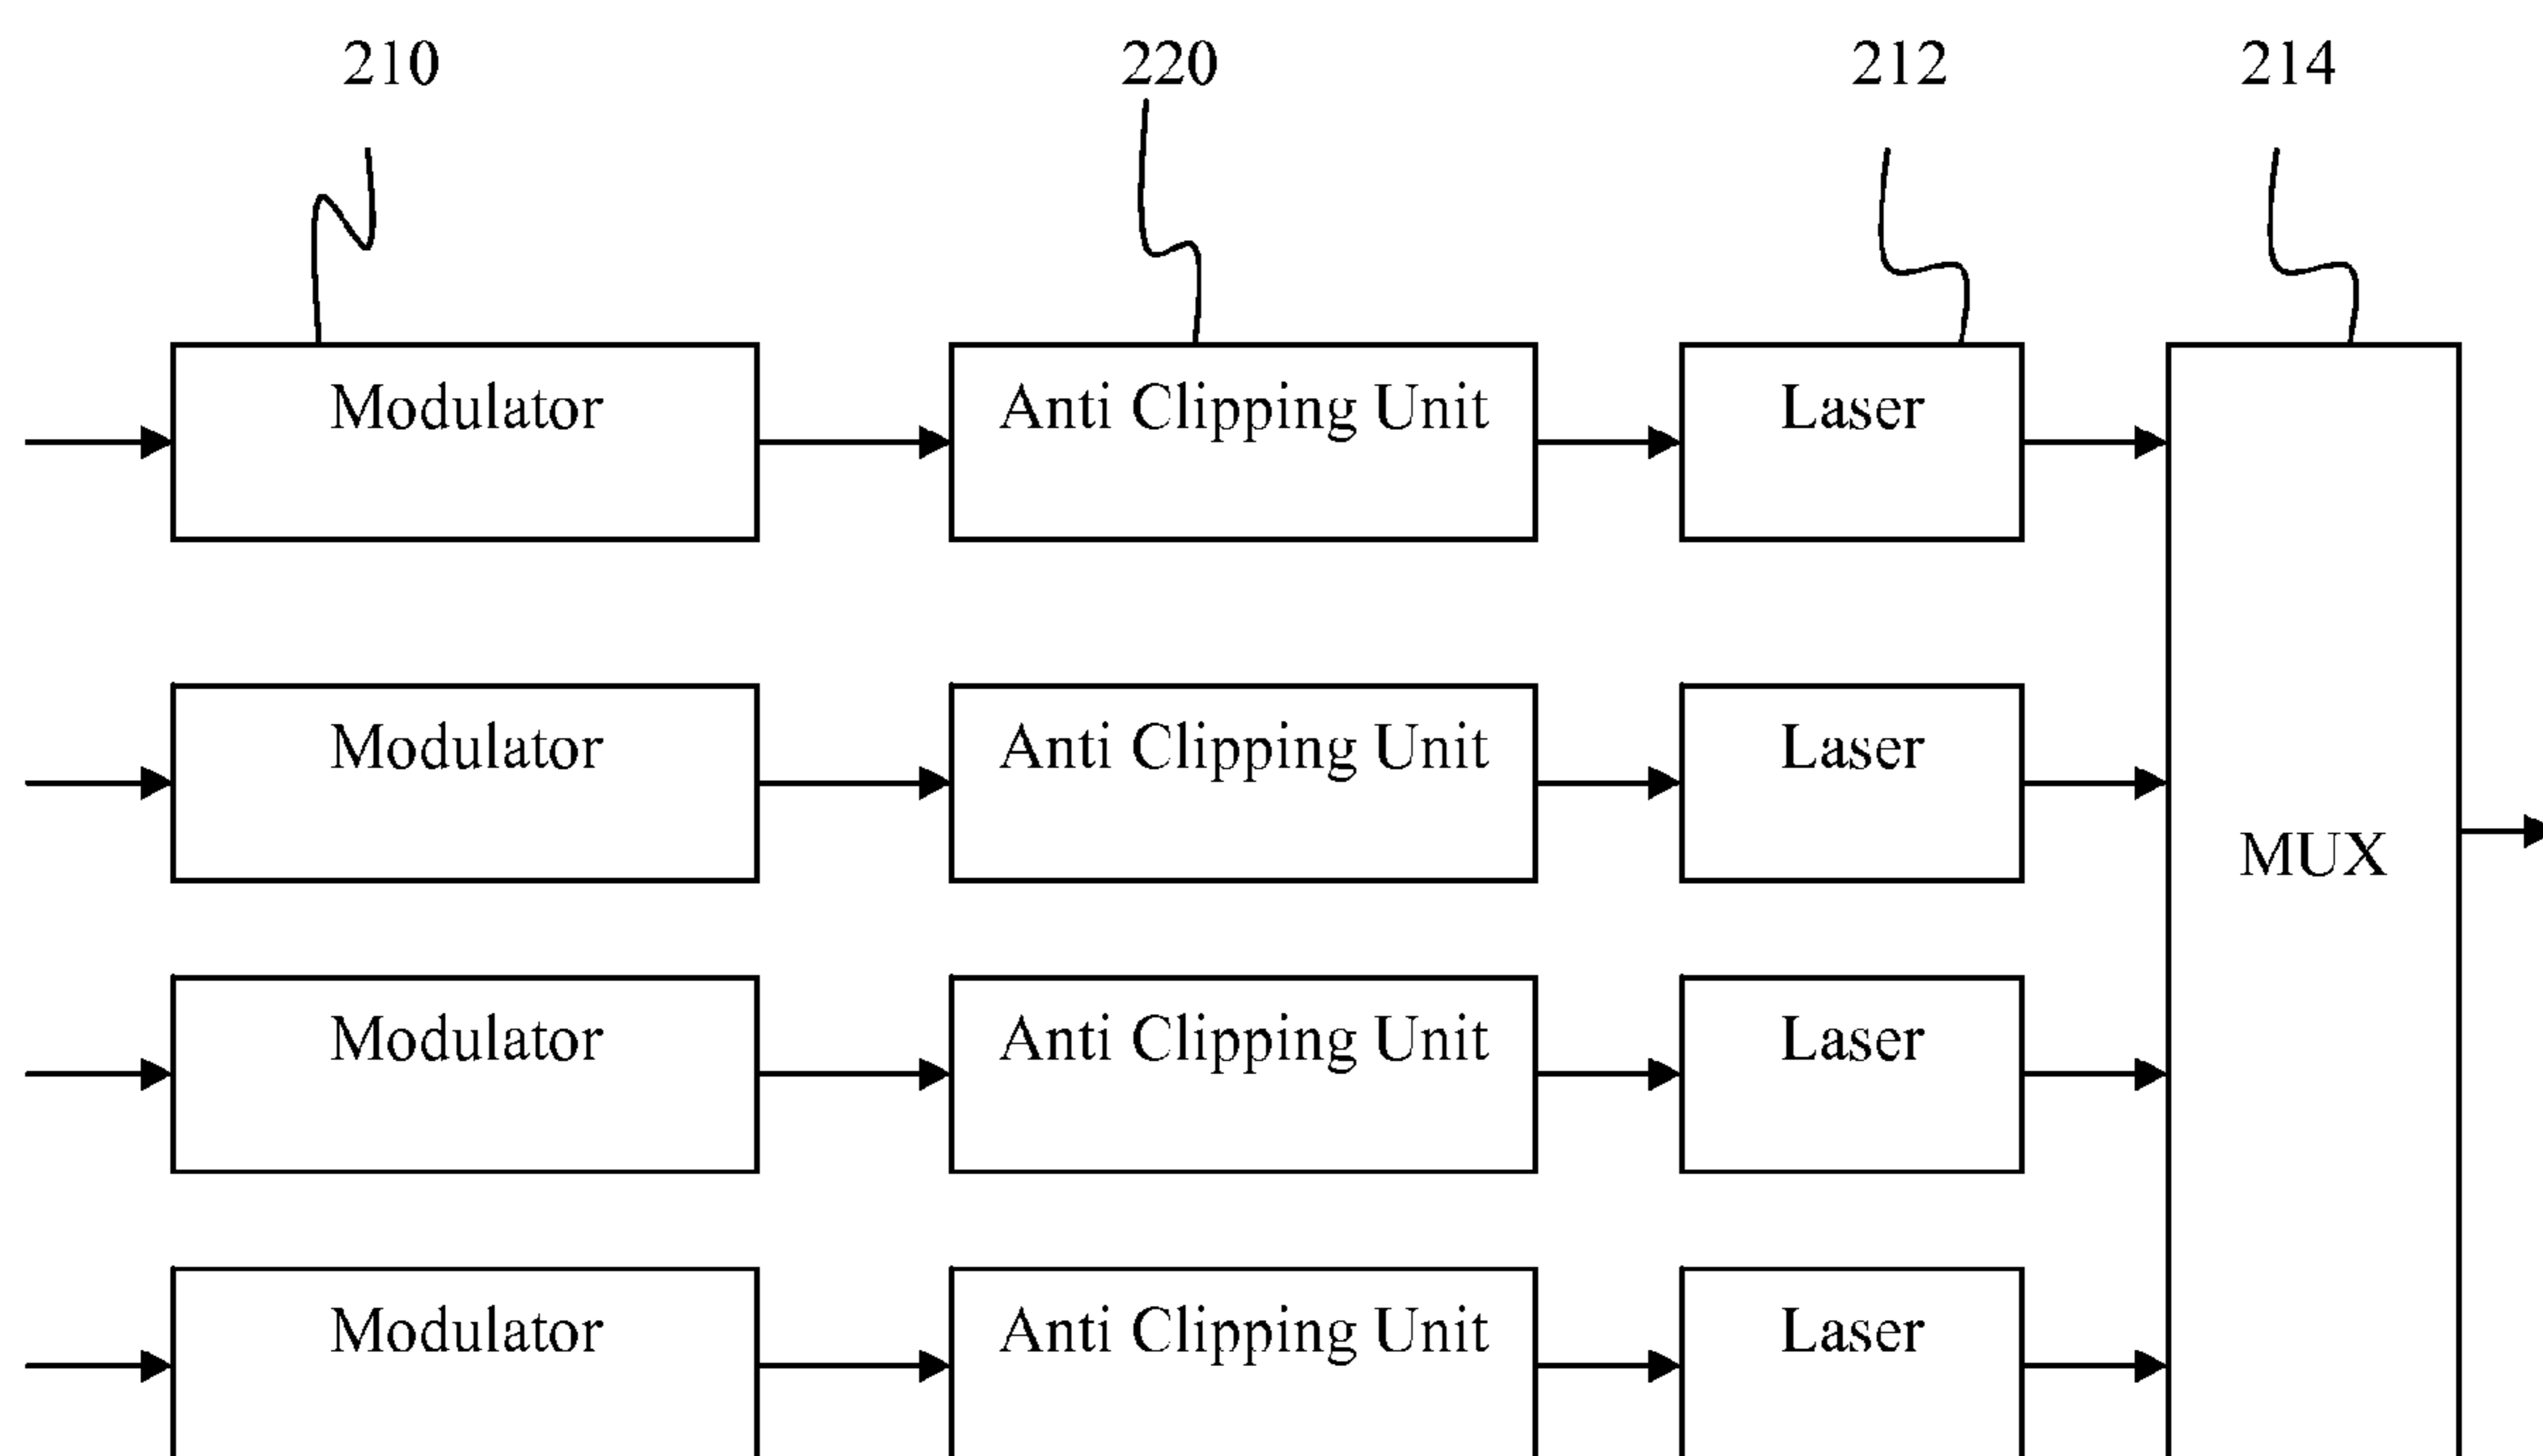 210 220 212 214
Modulator Anti Clipping Unit Laser
Modulator Anti Clipping Unit Laser
MUX
Modulator Anti Clipping Unit Laser
Modulator Anti Clipping Unit Laser